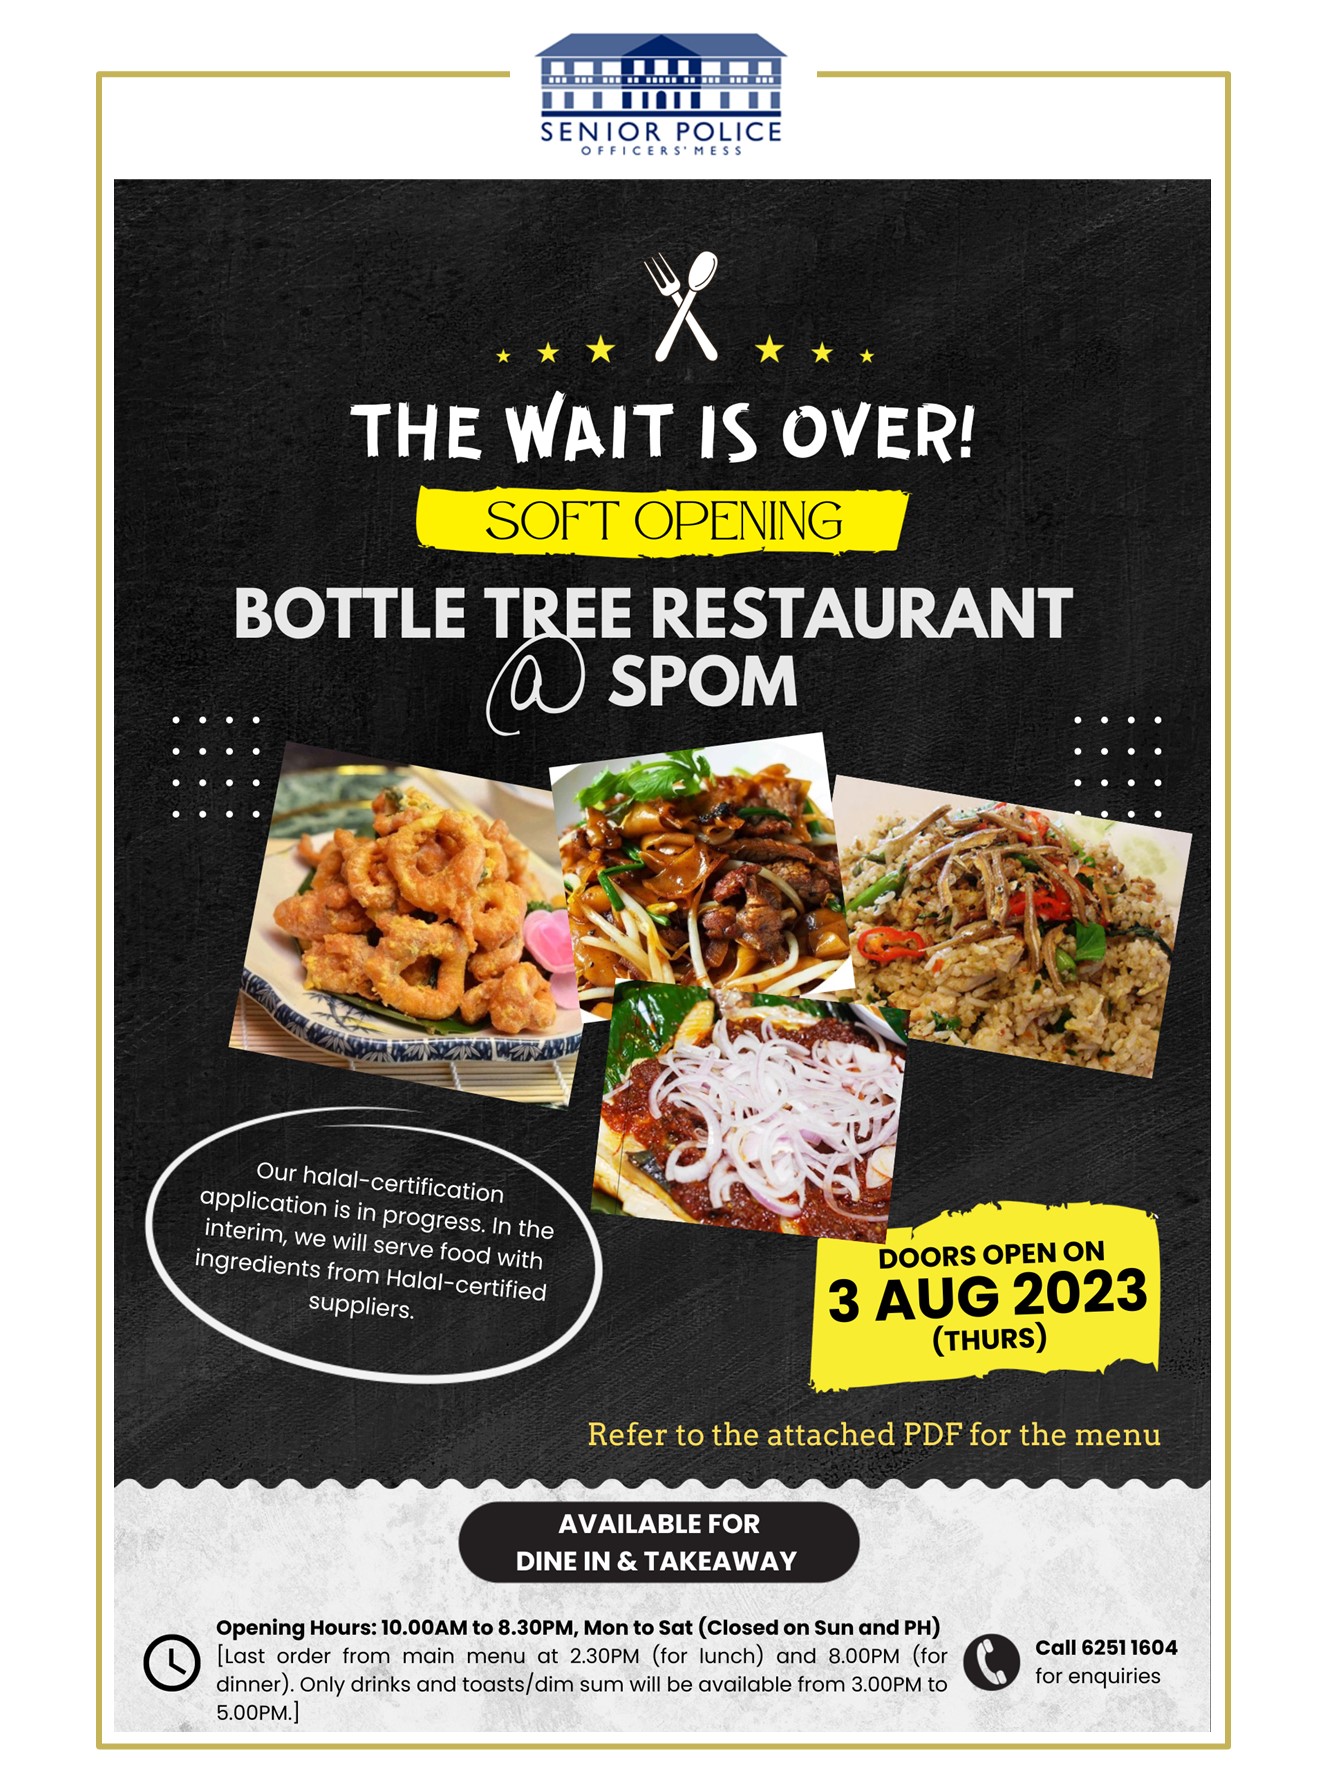 SENIOR POLICE
OFFICERS' MESS
THE WAIT IS OVER!
SOFT OPENING
BOTTLE TREE RESTAURANT
@ SPOM
Our halal-certification
application is in progress. In the
interim, we will serve food with
ingredients from Halal-certified
suppliers.
DOORS OPEN ON
3 AUG 2023
(THURS)
Refer to the attached PDF for the menu
AVAILABLE FOR
DINE IN & TAKEAWAY
Opening Hours: 10.00AM to 8.30PM, Mon to Sat (Closed on Sun and PH)
[Last order from main menu at 2.30PM (for lunch) and 8.00PM (for
dinner). Only drinks and toasts/dim sum will be available from 3.00PM to
5.00PM.]
Call 6251 1604
for enquiries